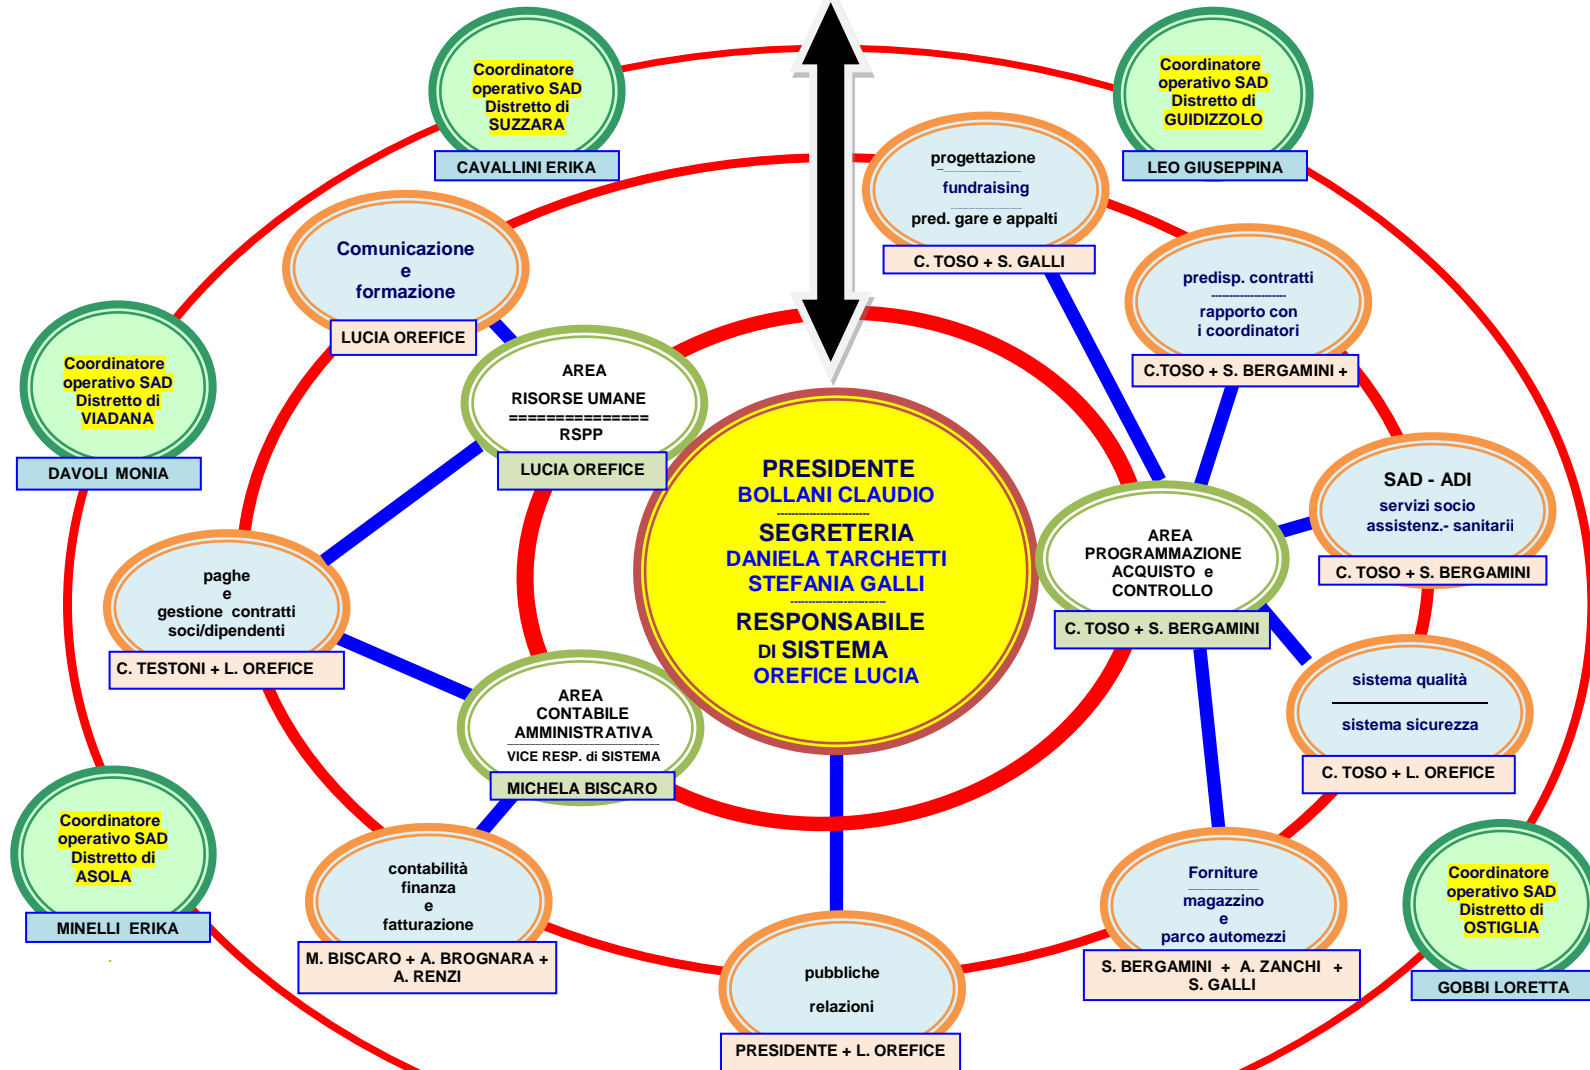 Coordinatore
operativo SAD
Distretto di
SUZZARA
CAVALLINI ERIKA
Coordinatore
operativo SAD
Distretto di
GUIDIZZOLO
LEO GIUSEPPINA
progettazione
fundraising
pred. gare e appalti
C. TOSO + S. GALLI
Comunicazione
e
formazione
LUCIA OREFICE
predisp. contratti
rapporto con
i coordinatori
C.TOSO + S. BERGAMINI +
Coordinatore
operativo SAD
Distretto di
VIADANA
DAVOLI MONIA
AREA
RISORSE UMANE
===============
RSPP
LUCIA OREFICE
PRESIDENTE
BOLLANI CLAUDIO
SEGRETERIA
DANIELA TARCHETTI
STEFANIA GALLI
RESPONSABILE
DI SISTEMA
OREFICE LUCIA
SAD - ADI
servizi socio
assistenz.- sanitarii
C. TOSO + S. BERGAMINI
AREA
PROGRAMMAZIONE
ACQUISTO e
CONTROLLO
C. TOSO + S. BERGAMINI
paghe
e
gestione contratti
soci/dipendenti
C. TESTONI + L. OREFICE
AREA
CONTABILE
AMMINISTRATIVA
VICE RESP. di SISTEMA
MICHELA BISCARO
sistema qualità
sistema sicurezza
C. TOSO + L. OREFICE
Coordinatore
operativo SAD
Distretto di
ASOLA
MINELLI ERIKA
contabilità
finanza
e
fatturazione
M. BISCARO + A. BROGNARA +
A. RENZI
pubbliche
relazioni
PRESIDENTE + L. OREFICE
Forniture
magazzino
e
parco automezzi
S. BERGAMINI + A. ZANCHI +
S. GALLI
Coordinatore
operativo SAD
Distretto di
OSTIGLIA
GOBBI LORETTA